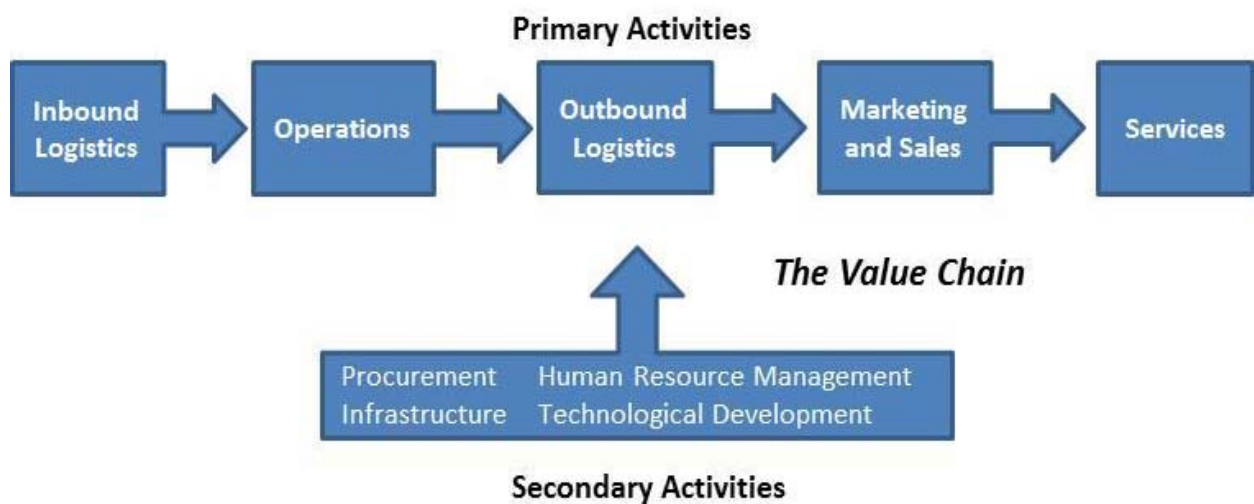 Primary Activities
Inbound
Logistics
Operations
Outbound
Logistics
Marketing
and Sales
Services
The Value Chain
Procurement Human Resource Management
Infrastructure Technological Development
Secondary Activities